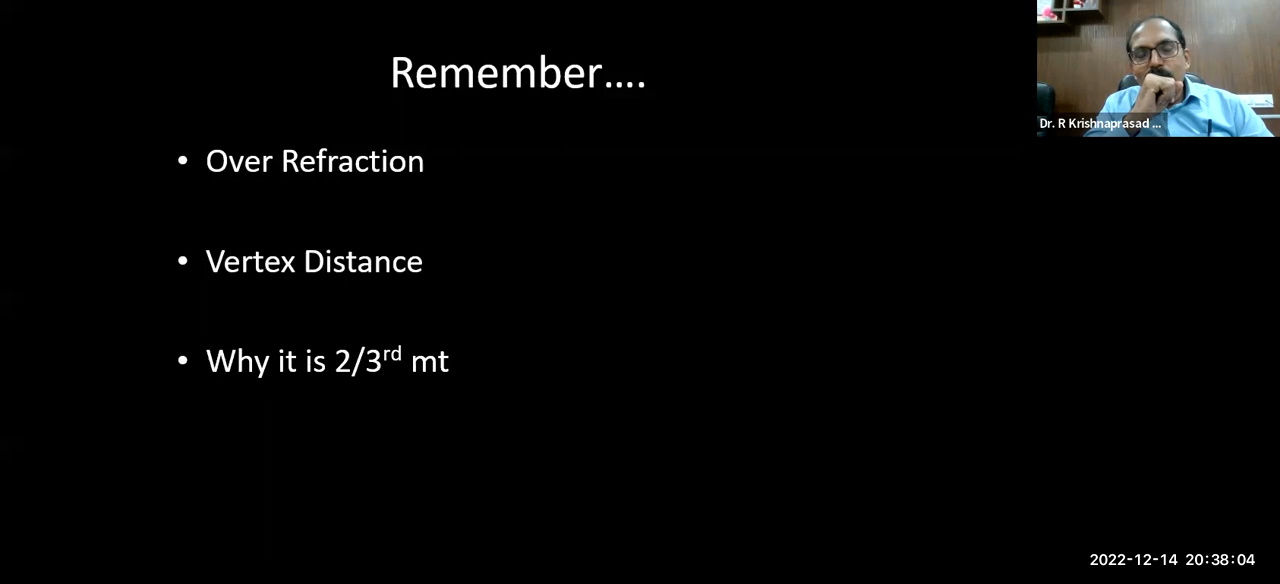 Remember....
Dr. R Krishnaprasad ...
• Over Refraction
• Vertex Distance
• Why it is 2/3rd mt
2022-12-14 20:38:04